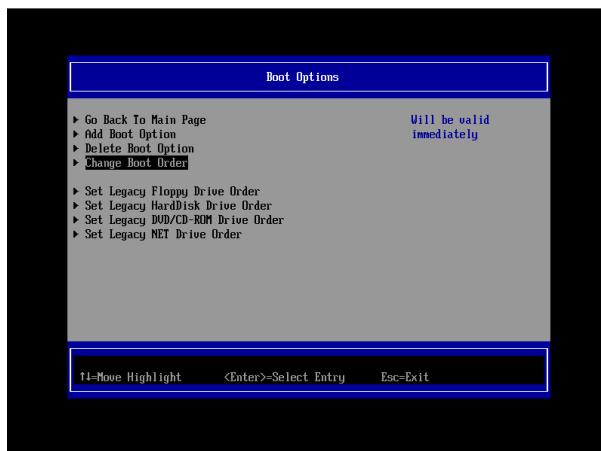 Boot Options
▸ Go Back To Main Page
▸ Add Boot Option
▸ Delete Boot Option
▸ Change Boot Order
▸ Set Legacy Floppy Drive Order
▸ Set Legacy HardDisk Drive Order
▸ Set Legacy DVD/CD-ROM Drive Order
▸ Set Legacy NET Drive Order
Will be valid
immediately
↑↓=Move Highlight <Enter>=Select Entry Esc=Exit